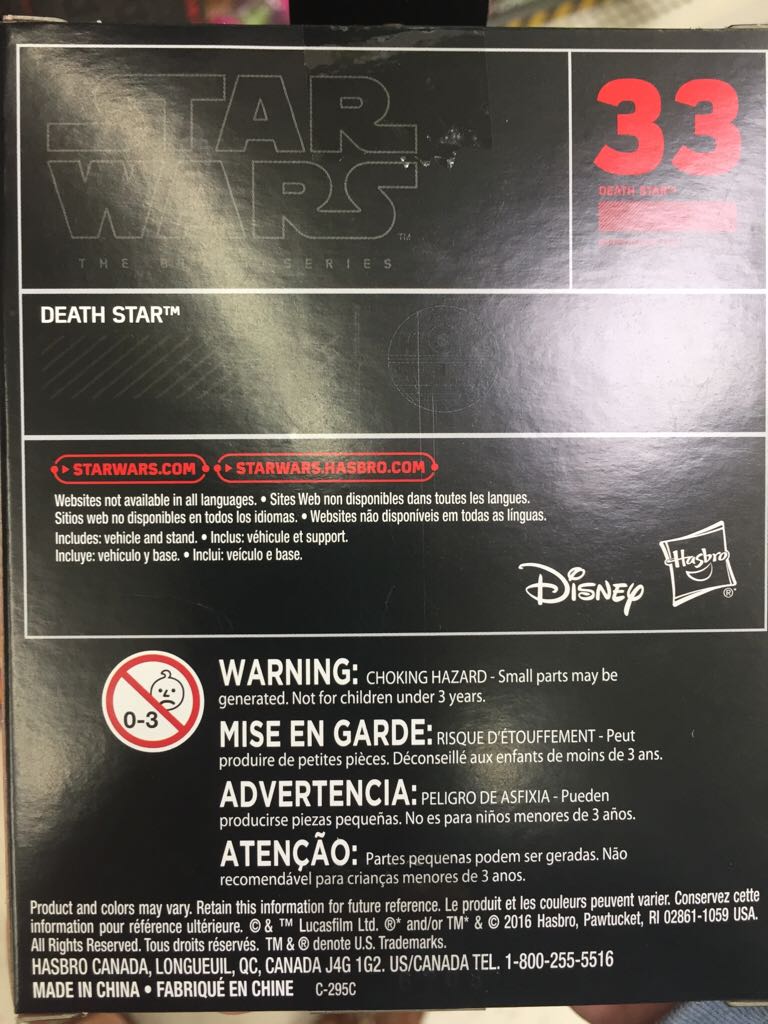 STAR
WARS™
THE BLACK SERIES
33
DEATH STAR™
DEATH STAR™
STARWARS.COM STARWARS.HASBRO.COM
Websites not available in all languages. • Sites Web non disponibles dans toutes les langues.
Sitios web no disponibles en todos los idiomas. • Websites não disponíveis em todas as línguas.
Includes: vehicle and stand. • Inclus: véhicule et support.
Incluye: vehículo y base. • Inclui: veículo e base.
Disney Hasbro®
0-3
WARNING: CHOKING HAZARD - Small parts may be
generated. Not for children under 3 years.
MISE EN GARDE: RISQUE D'ÉTOUFFEMENT - Peut
produire de petites pièces. Déconseillé aux enfants de moins de 3 ans.
ADVERTENCIA: PELIGRO DE ASFIXIA - Pueden
producirse piezas pequeñas. No es para niños menores de 3 años.
ATENÇÃO: Partes pequenas podem ser geradas. Não
recomendável para crianças menores de 3 anos.
Product and colors may vary. Retain this information for future reference. Le produit et les couleurs peuvent varier. Conservez cette
information pour référence ultérieure. © & ™ Lucasfilm Ltd. ®* and/or TM* & © 2016 Hasbro, Pawtucket, RI 02861-1059 USA.
All Rights Reserved. Tous droits réservés. TM & ® denote U.S. Trademarks.
HASBRO CANADA, LONGUEUIL, QC, CANADA J4G 1G2. US/CANADA TEL. 1-800-255-5516
MADE IN CHINA • FABRIQUÉ EN CHINE C-295C